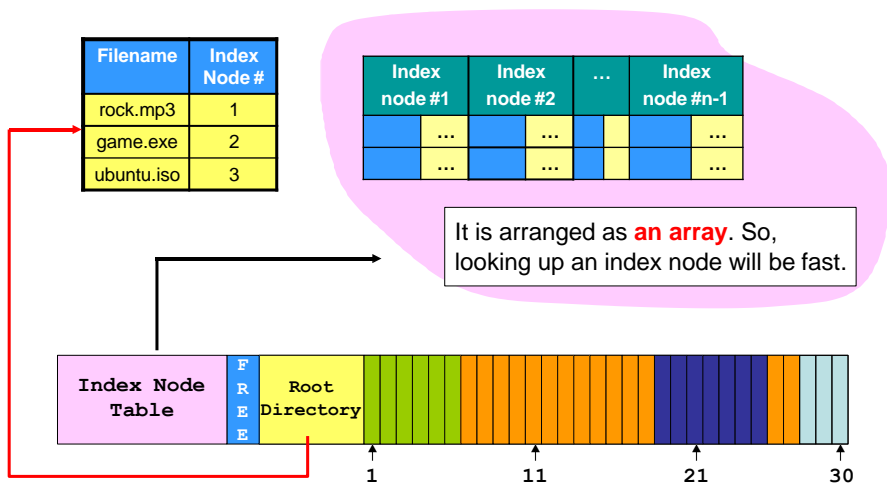 Filename Index Node #
rock.mp3 1
game.exe 2
ubuntu.iso 3
Index node #1 Index node #2 … Index node #n-1
… … …
… … …
It is arranged as an array. So,
looking up an index node will be fast.
Index Node
Table
F
R
E
E
Root
Directory
1 11 21 30